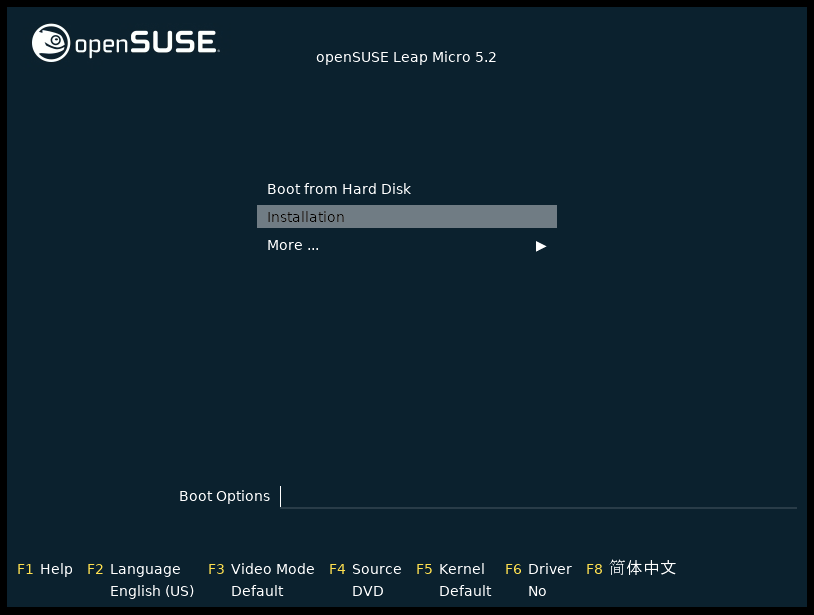 openSUSE
openSUSE Leap Micro 5.2
Boot from Hard Disk
Installation
More ...
Boot Options
F1 Help F2 Language F3 Video Mode F4 Source F5 Kernel F6 Driver F8 简体中文
English (US) Default DVD Default No